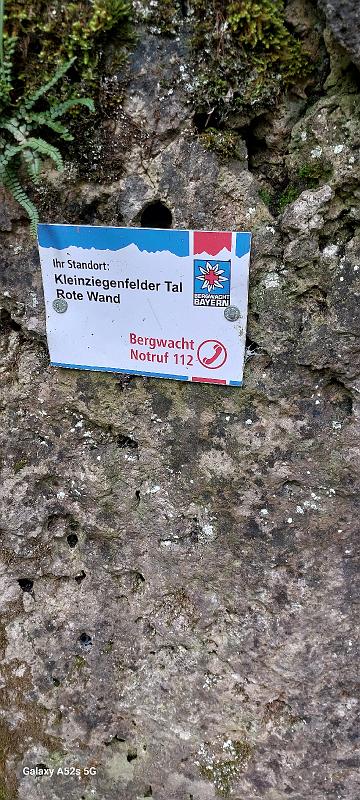 Ihr Standort:
Kleinziegenfelder Tal
Rote Wand
BERGWACHT
BAYERN
Bergwacht
Notruf 112
Galaxy A52s 5G